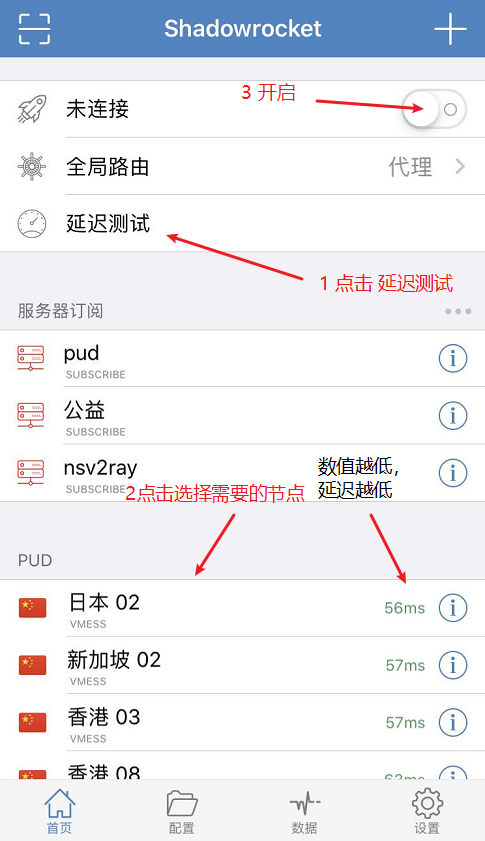 Shadowrocket
3 开启
未连接
全局路由
代理
延迟测试
1 点击 延迟测试
服务器订阅
pud
SUBSCRIBE
公益
SUBSCRIBE
nsv2ray
SUBSCRIBE
2点击选择需要的节点
数值越低，
延迟越低
PUD
日本 02
VMESS
56ms
新加坡 02
VMESS
57ms
香港 03
VMESS
57ms
香港 08
63ms
首页
配置
数据
设置